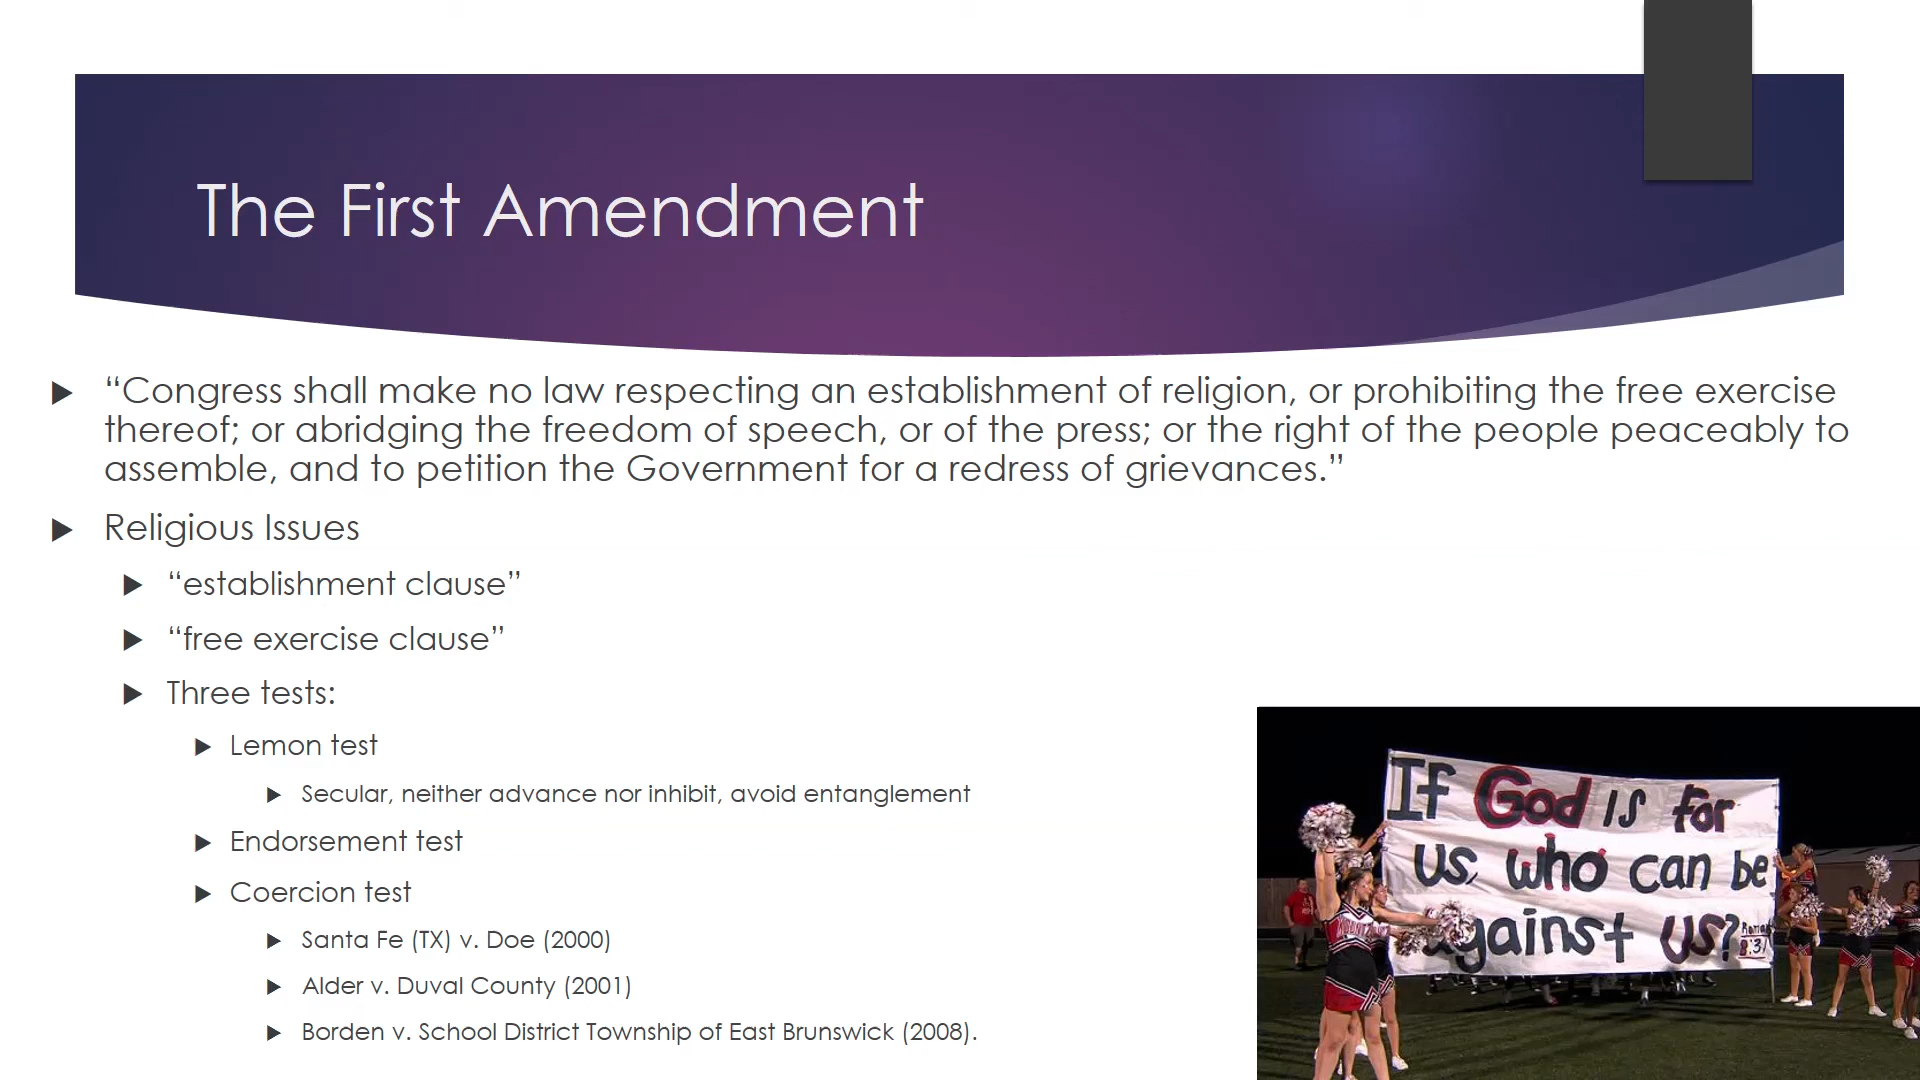 The First Amendment
“Congress shall make no law respecting an establishment of religion, or prohibiting the free exercise
thereof; or abridging the freedom of speech, or of the press; or the right of the people peaceably to
assemble, and to petition the Government for a redress of grievances.”
Religious Issues
“establishment clause”
“free exercise clause”
Three tests:
Lemon test
Secular, neither advance nor inhibit, avoid entanglement
Endorsement test
Coercion test
Santa Fe (TX) v. Doe (2000)
Alder v. Duval County (2001)
Borden v. School District Township of East Brunswick (2008).
If God is for
us, who can be
against us?
8:31